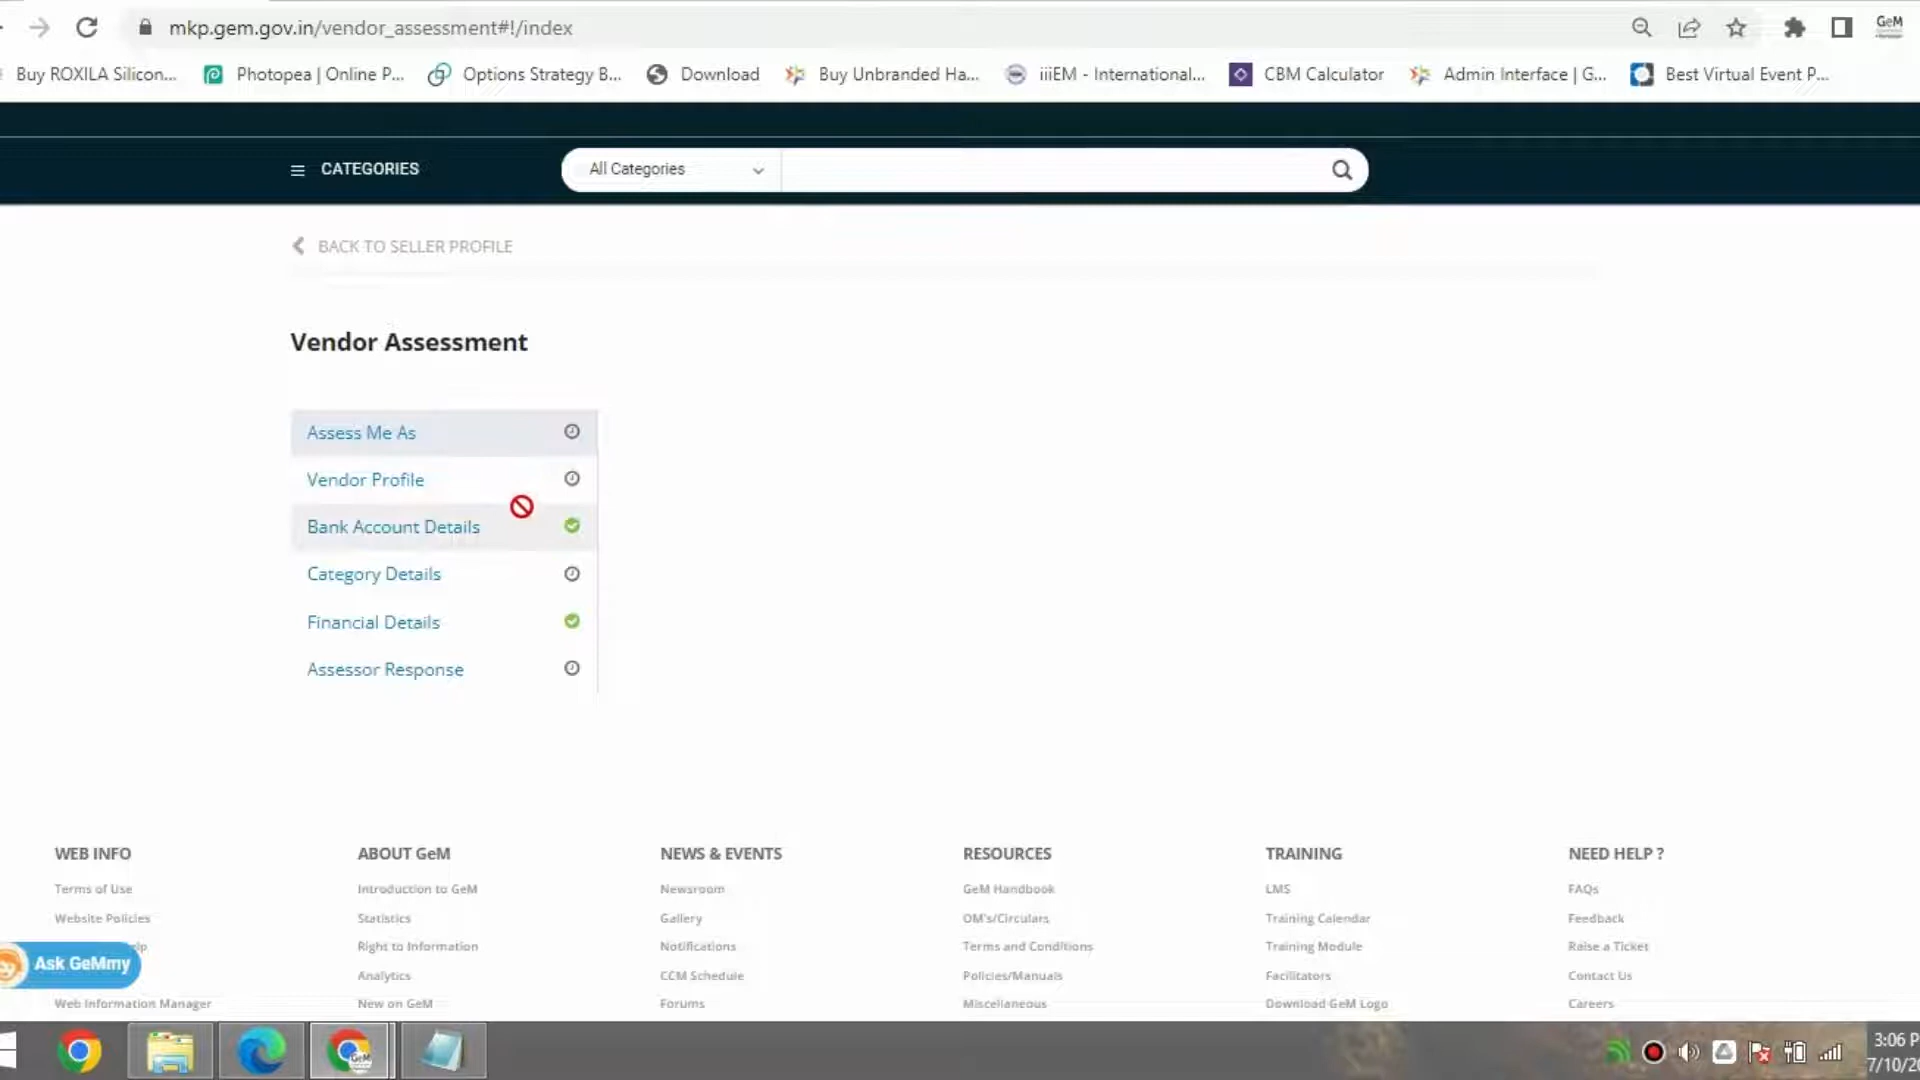 mkp.gem.gov.in/vendor_assessment#!/index
GeM
Buy ROXILA Silicon... Photopea | Online P... Options Strategy B... Download Buy Unbranded Ha... iiiEM - International... CBM Calculator Admin Interface | G... Best Virtual Event P...
CATEGORIES All Categories
BACK TO SELLER PROFILE
Vendor Assessment
Assess Me As
Vendor Profile
Bank Account Details
Category Details
Financial Details
Assessor Response
WEB INFO ABOUT GeM NEWS & EVENTS RESOURCES TRAINING NEED HELP ?
Terms of Use Introduction to GeM Newsroom GeM Handbook LMS FAQs
Website Policies Statistics Gallery OM's/Circulars Training Calendar Feedback
Right to Information Notifications Terms and Conditions Training Module Raise a Ticket
Ask GeMmy
Analytics CCM Schedule Policies/Manuals Facilitators Contact Us
Web Information Manager New on GeM Forums Miscellaneous Download GeM Logo Careers
GeM
3:06 P
7/10/20